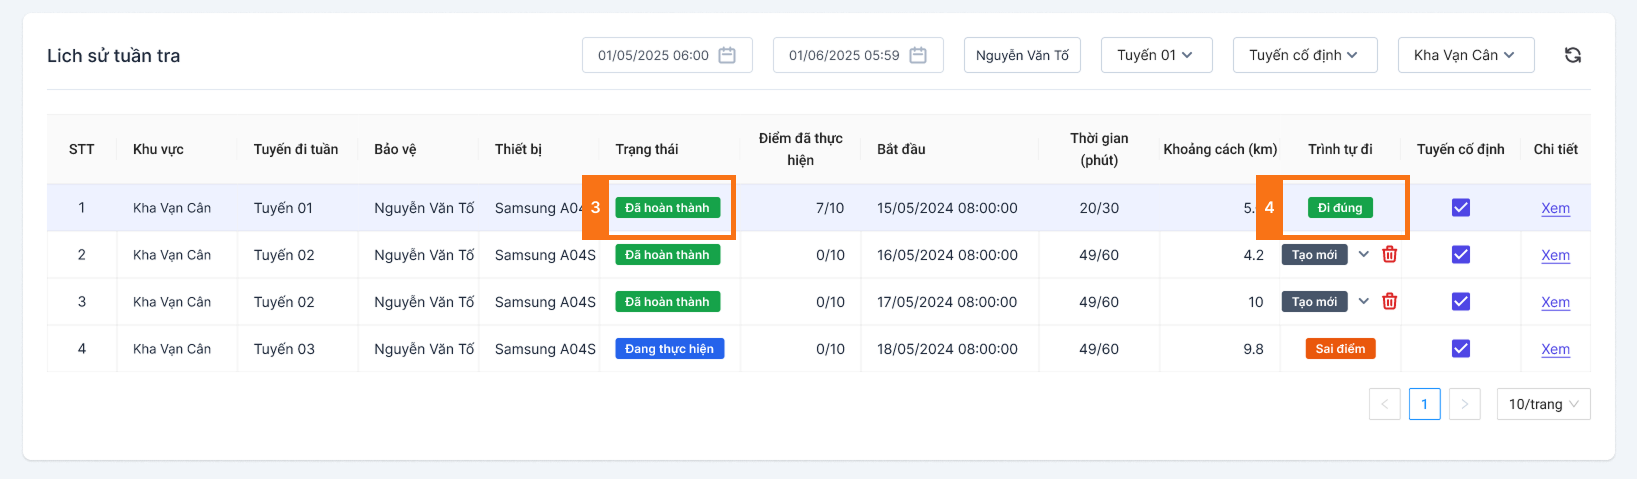 Lich sử tuần tra
01/05/2025 06:00
01/06/2025 05:59
Nguyễn Văn Tố
Tuyến 01
Tuyến cố định
Kha Vạn Cân
STT Khu vực Tuyến đi tuần Bảo vệ Thiết bị Trạng thái Điểm đã thực hiện Bắt đầu Thời gian (phút) Khoảng cách (km) Trình tự đi Tuyến cố định Chi tiết
1 Kha Vạn Cân Tuyến 01 Nguyễn Văn Tố Samsung A04 3 Đã hoàn thành 7/10 15/05/2024 08:00:00 20/30 5. 4 Đi đúng Xem
2 Kha Vạn Cân Tuyến 02 Nguyễn Văn Tố Samsung A04S Đã hoàn thành 0/10 16/05/2024 08:00:00 49/60 4.2 Tạo mới Xem
3 Kha Vạn Cân Tuyến 02 Nguyễn Văn Tố Samsung A04S Đã hoàn thành 0/10 17/05/2024 08:00:00 49/60 10 Tạo mới Xem
4 Kha Vạn Cân Tuyến 03 Nguyễn Văn Tố Samsung A04S Đang thực hiện 0/10 18/05/2024 08:00:00 49/60 9.8 Sai điểm Xem
< 1 > 10/trang